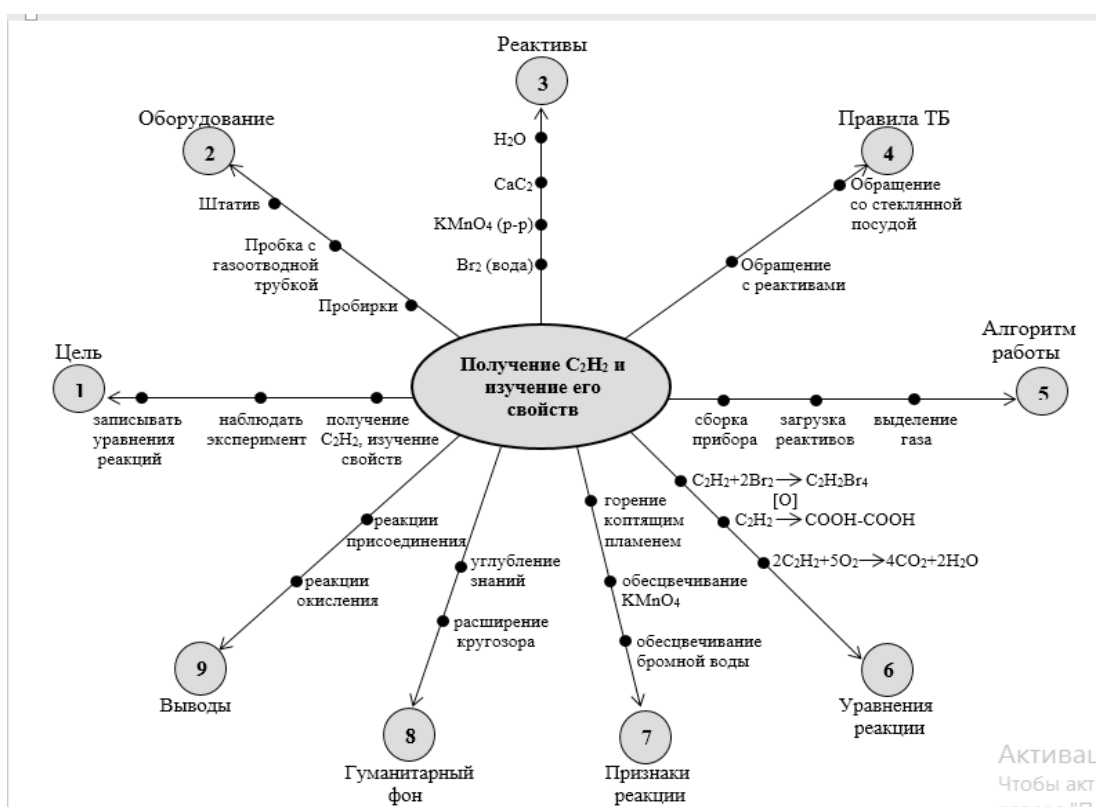 Реактивы
3
H₂O
CaC₂
KMnO₄ (р-р)
Br₂ (вода)
Оборудование
2
Штатив
Пробка с
газоотводной
трубкой
Пробирки
Правила ТБ
4
Обращение
со стеклянной
посудой
Обращение
с реактивами
Цель
1
записывать
уравнения
реакций
наблюдать
эксперимент
получение
C₂H₂, изучение
свойств
Получение C₂H₂ и
изучение его
свойств
Алгоритм
работы
5
сборка
прибора
загрузка
реактивов
выделение
газа
C₂H₂+2Br₂→C₂H₂Br₄
[O]
C₂H₂→COOH-COOH
2C₂H₂+5O₂→4CO₂+2H₂O
6
Уравнения
реакции
горение
коптящим
пламенем
обесцвечивание
KMnO₄
обесцвечивание
бромной воды
7
Признаки
реакции
углубление
знаний
расширение
кругозора
8
Гуманитарный
фон
реакции
присоединения
реакции
окисления
9
Выводы
Активац
Чтобы акт